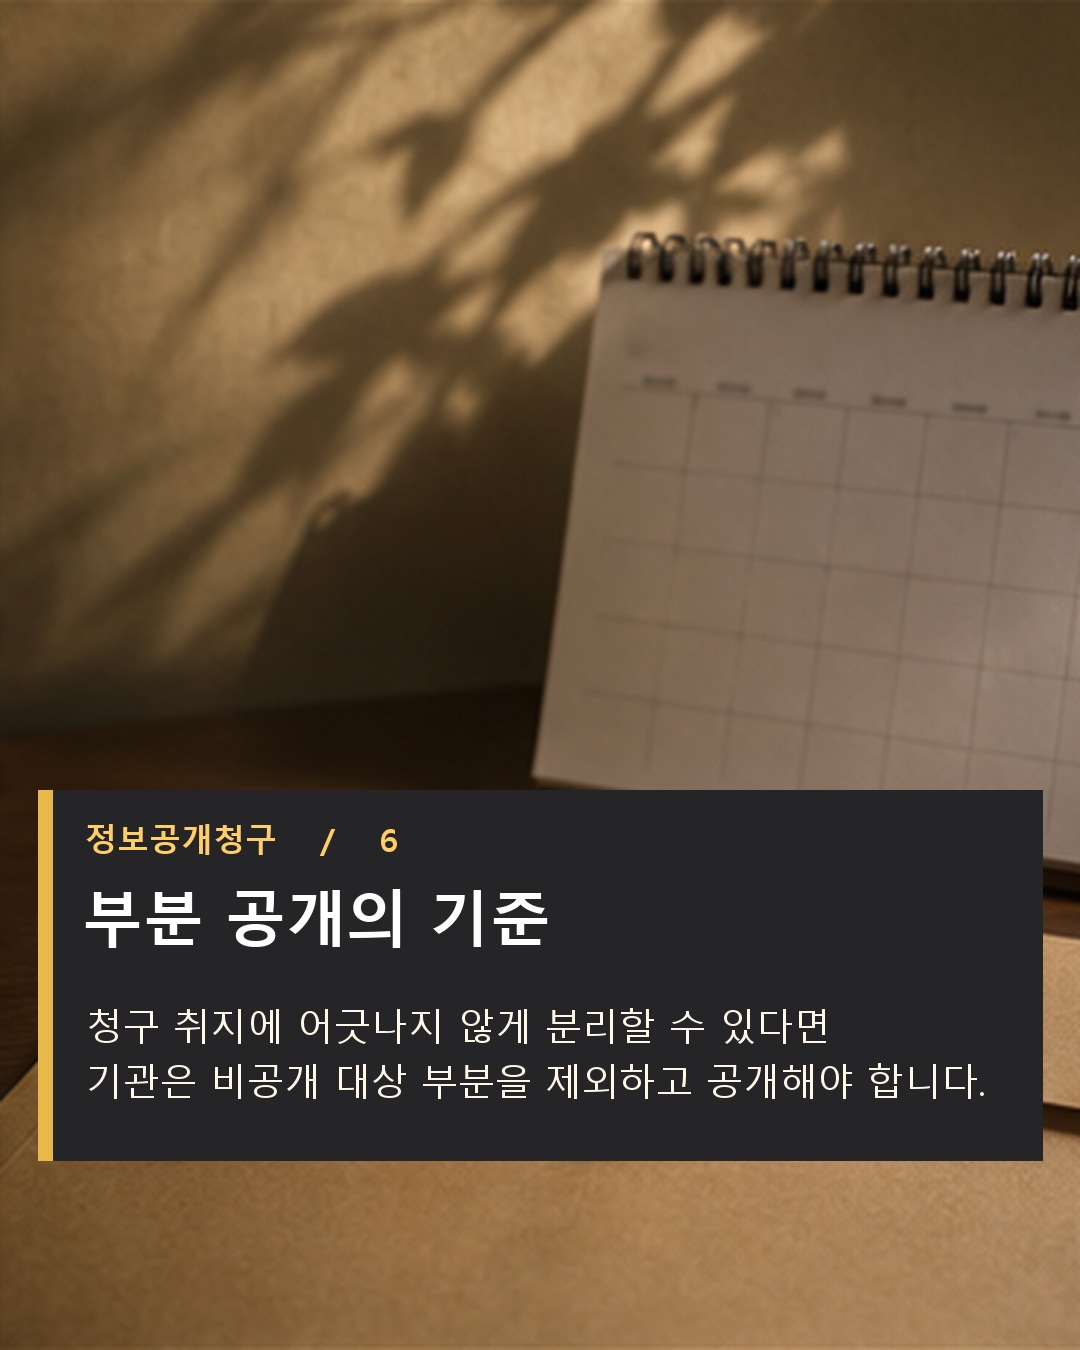 정보공개청구 / 6
부분 공개의 기준
청구 취지에 어긋나지 않게 분리할 수 있다면
기관은 비공개 대상 부분을 제외하고 공개해야 합니다.